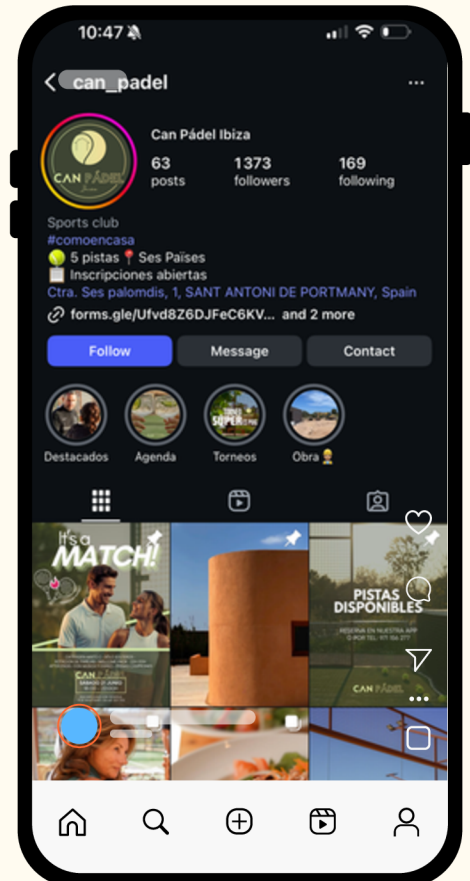 10:47
can_padel
CAN PÁDEL
Can Pádel Ibiza
63 1373 169
posts followers following
Sports club
#comoencasa
5 pistas Ses Països
Inscripciones abiertas
Ctra. Ses palomdis, 1, SANT ANTONI DE PORTMANY, Spain
forms.gle/Ufvd8Z6DJFeC6KV... and 2 more
Follow Message Contact
Destacados Agenda Torneos Obra
It's a
MATCH!
CAN PÁDEL
PISTAS
DISPONIBLES
RESERVA EN NUESTRA APP
CAN PÁDEL